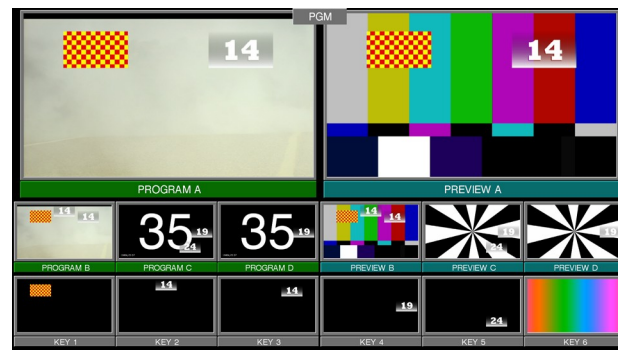 PGM
14
14
PROGRAM A
PREVIEW A
14
14
35
19
24
35
19
14
14
19
24
19
PROGRAM B
PROGRAM C
PROGRAM D
PREVIEW B
PREVIEW C
PREVIEW D
14
14
19
24
KEY 1
KEY 2
KEY 3
KEY 4
KEY 5
KEY 6